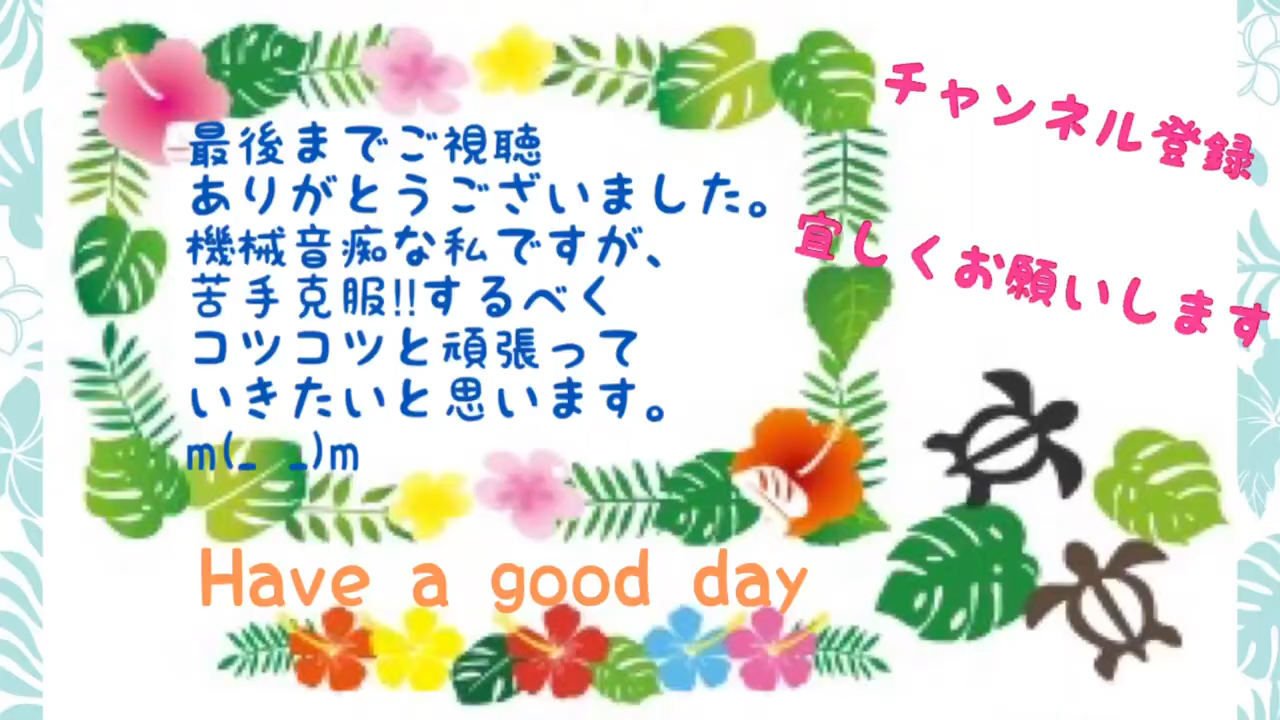 最後までご視聴
ありがとうございました。
機械音痴な私ですが、
苦手克服!!するべく
コツコツと頑張って
いきたいと思います。
m(_ _)m
チャンネル登録
宜しくお願いします
Have a good day